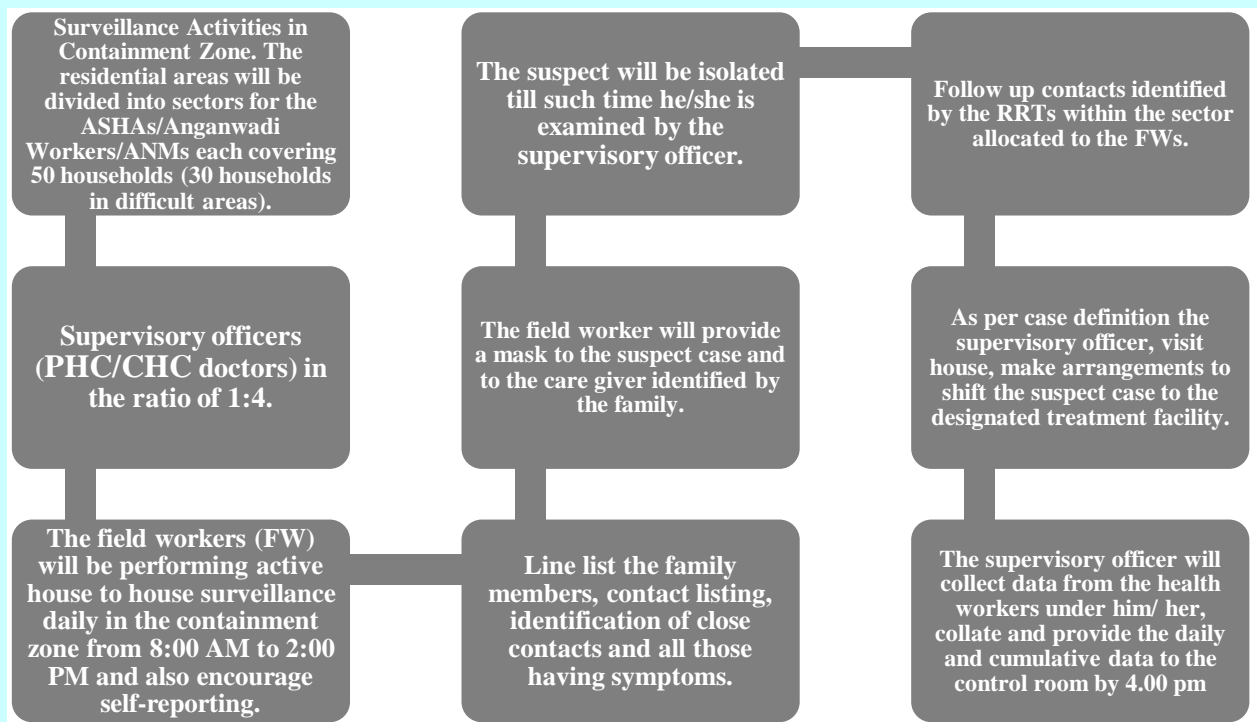 Surveillance Activities in
Containment Zone. The
residential areas will be
divided into sectors for the
ASHAs/Anganwadi
Workers/ANMs each covering
50 households (30 households
in difficult areas).
Supervisory officers
(PHC/CHC doctors) in
the ratio of 1:4.
The field workers (FW)
will be performing active
house to house surveillance
daily in the containment
zone from 8:00 AM to 2:00
PM and also encourage
self-reporting.
Line list the family
members, contact listing,
identification of close
contacts and all those
having symptoms.
The field worker will provide
a mask to the suspect case and
to the care giver identified by
the family.
The suspect will be isolated
till such time he/she is
examined by the
supervisory officer.
Follow up contacts identified
by the RRTs within the sector
allocated to the FWs.
As per case definition the
supervisory officer, visit
house, make arrangements to
shift the suspect case to the
designated treatment facility.
The supervisory officer will
collect data from the health
workers under him/ her,
collate and provide the daily
and cumulative data to the
control room by 4.00 pm